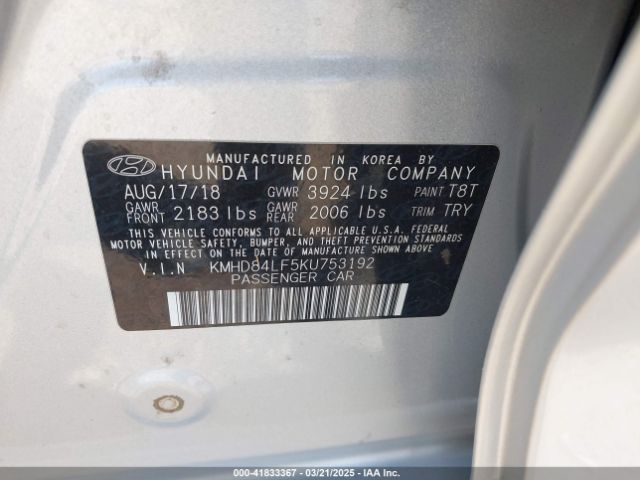 MANUFACTURED IN KOREA BY
HYUNDAI MOTOR COMPANY
AUG/17/18 GVWR 3924 lbs PAINT T8T
GAWR FRONT 2183 lbs GAWR REAR 2006 lbs TRIM TRY
THIS VEHICLE CONFORMS TO ALL APPLICABLE U.S.A. FEDERAL
MOTOR VEHICLE SAFETY, BUMPER, AND THEFT PREVENTION
STANDARDS IN EFFECT ON THE DATE OF MANUFACTURE SHOWN ABOVE
V.I.N KMHD84LF5KU753192
PASSENGER CAR
000-41833367 - 03/21/2025 - IAA Inc.